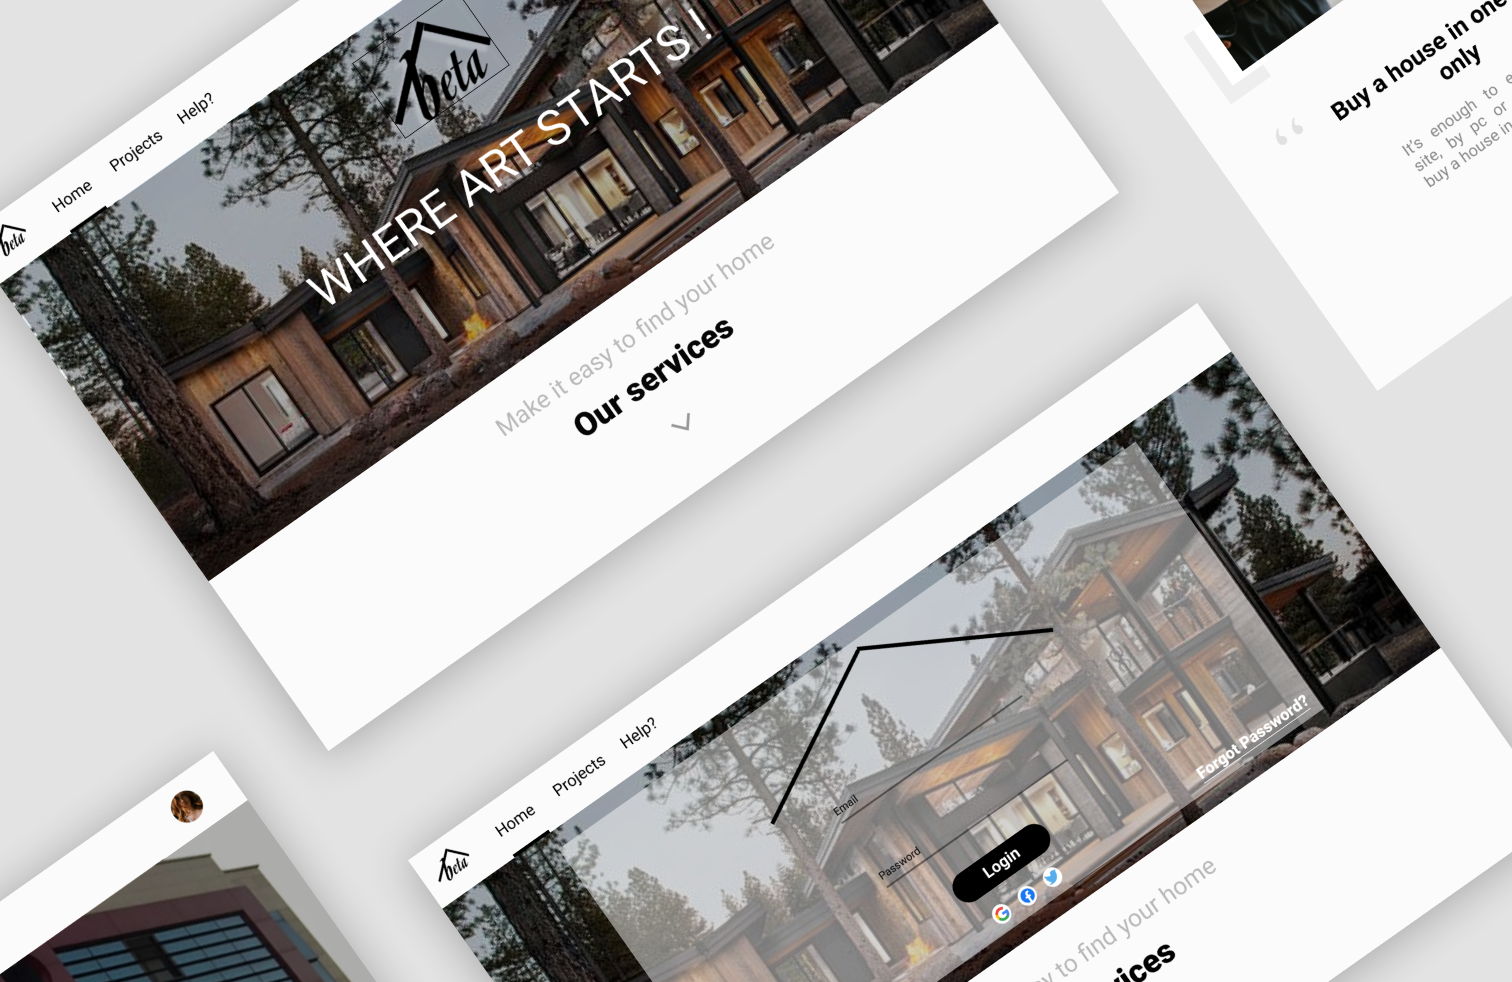 beta
Home
Projects
Help?
beta
WHERE ART STARTS !
Make it easy to find your home
Our services
Buy a house in one
only
“
It's enough to
site, by pc or
buy a house in
beta
Home
Projects
Help?
Email
Password
Login
Forgot Password?
to find your home